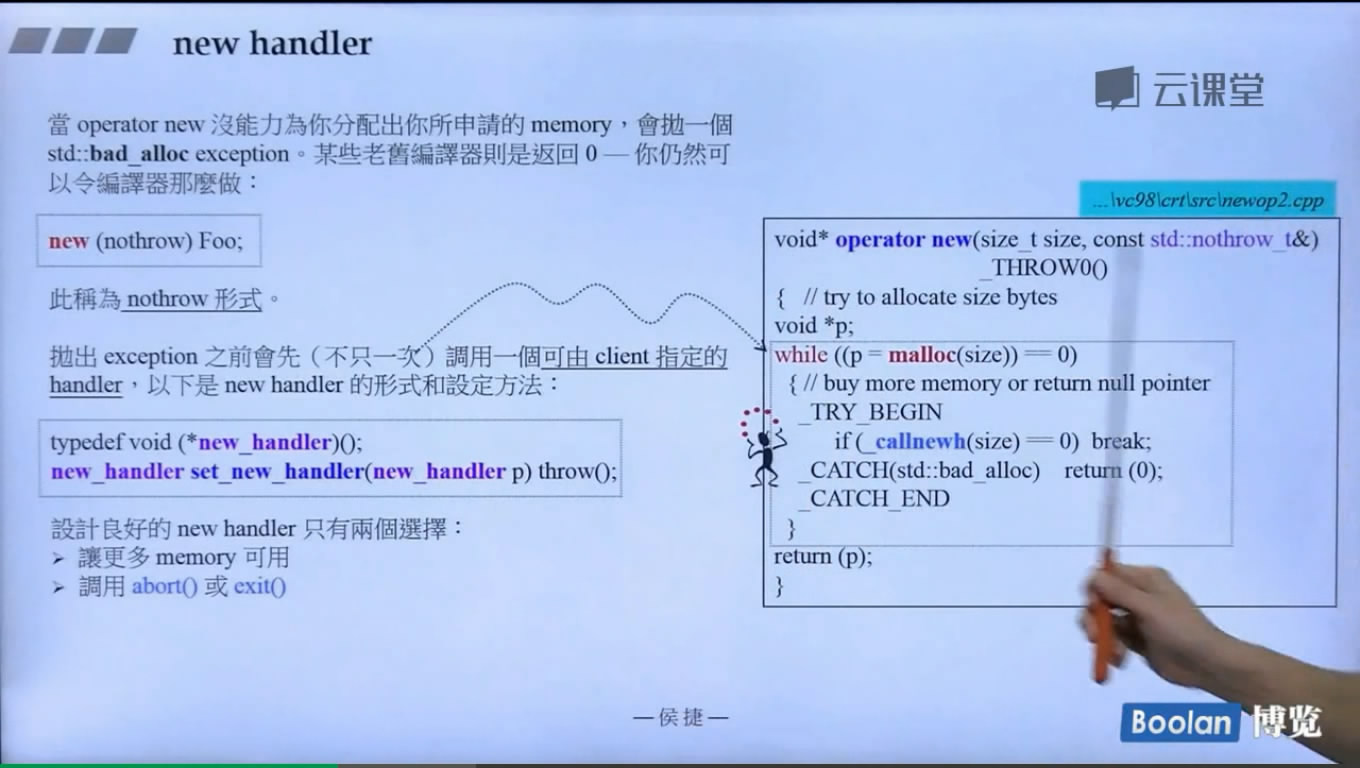 new handler
云课堂
當 operator new 沒能力為你分配出你所申請的 memory，會拋一個
std::bad_alloc exception。某些老舊編譯器則是返回 0 — 你仍然可
以令編譯器那麼做：
new (nothrow) Foo;
此稱為 nothrow 形式。
拋出 exception 之前會先（不只一次）調用一個可由 client 指定的
handler，以下是 new handler 的形式和設定方法：
typedef void (*new_handler)();
new_handler set_new_handler(new_handler p) throw();
設計良好的 new handler 只有兩個選擇：
➢ 讓更多 memory 可用
➢ 調用 abort() 或 exit()
...\vc98\crt\src\newop2.cpp
void* operator new(size_t size, const std::nothrow_t&)
_THROW0()
{ // try to allocate size bytes
void *p;
while ((p = malloc(size)) == 0)
{ // buy more memory or return null pointer
_TRY_BEGIN
if (_callnewh(size) == 0) break;
_CATCH(std::bad_alloc) return (0);
_CATCH_END
}
return (p);
}
—侯捷—
Boolan 博览